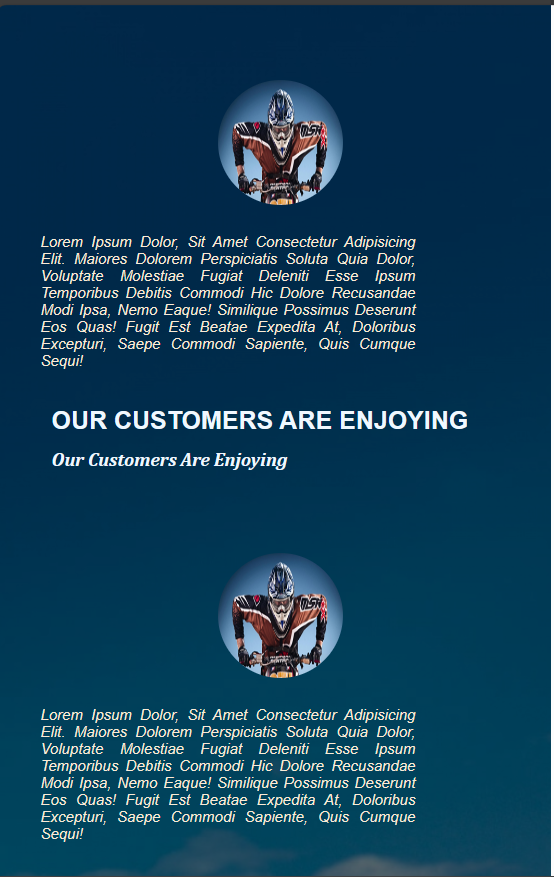 MSR
Lorem Ipsum Dolor, Sit Amet Consectetur Adipisicing
Elit. Maiores Dolorem Perspiciatis Soluta Quia Dolor,
Voluptate Molestiae Fugiat Deleniti Esse Ipsum
Temporibus Debitis Commodi Hic Dolore Recusandae
Modi Ipsa, Nemo Eaque! Similique Possimus Deserunt
Eos Quas! Fugit Est Beatae Expedita At, Doloribus
Excepturi, Saepe Commodi Sapiente, Quis Cumque
Sequi!
OUR CUSTOMERS ARE ENJOYING
Our Customers Are Enjoying
MSR
Lorem Ipsum Dolor, Sit Amet Consectetur Adipisicing
Elit. Maiores Dolorem Perspiciatis Soluta Quia Dolor,
Voluptate Molestiae Fugiat Deleniti Esse Ipsum
Temporibus Debitis Commodi Hic Dolore Recusandae
Modi Ipsa, Nemo Eaque! Similique Possimus Deserunt
Eos Quas! Fugit Est Beatae Expedita At, Doloribus
Excepturi, Saepe Commodi Sapiente, Quis Cumque
Sequi!